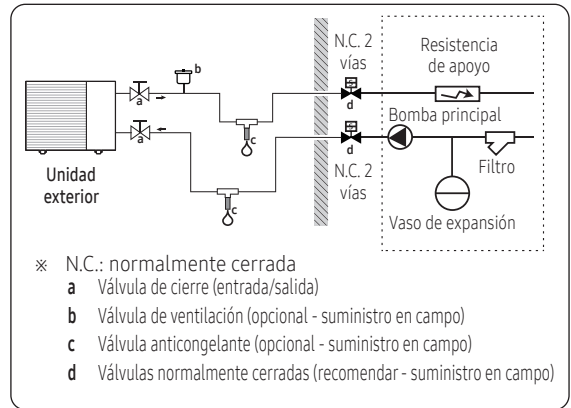 N.C. 2
vías
Resistencia
de apoyo
b
a
d
c
Bomba principal
a
d
Unidad
exterior
N.C. 2
vías
Filtro
c
Vaso de expansión
※ N.C.: normalmente cerrada
a Válvula de cierre (entrada/salida)
b Válvula de ventilación (opcional - suministro en campo)
c Válvula anticongelante (opcional - suministro en campo)
d Válvulas normalmente cerradas (recomendar - suministro en campo)